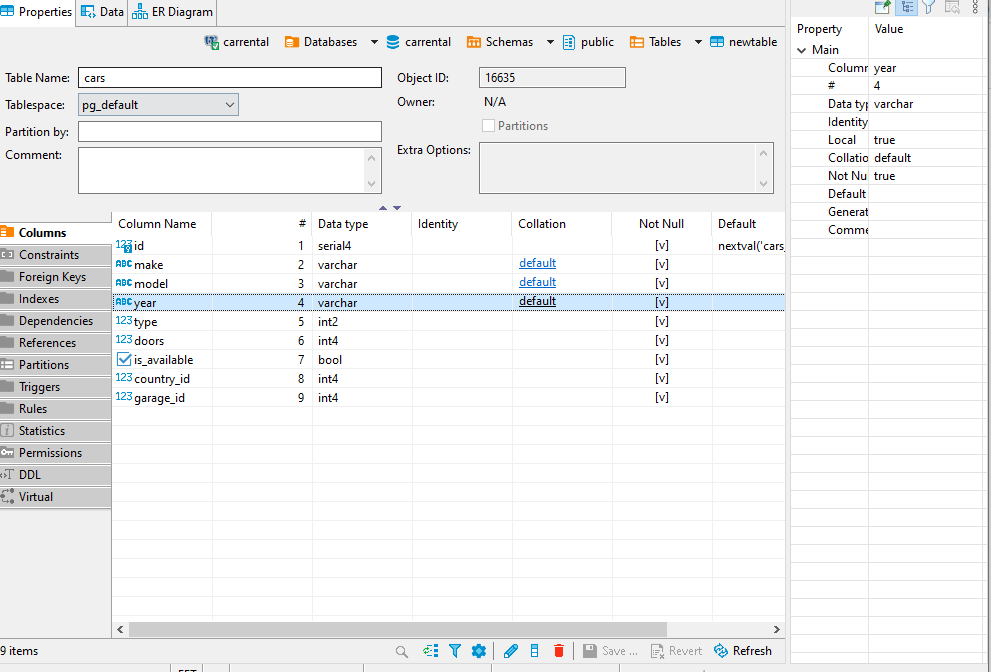 Properties Data ER Diagram
carrental Databases carrental Schemas public Tables newtable
Table Name: cars Object ID: 16635
Tablespace: pg_default Owner: N/A
Partition by: Partitions
Comment: Extra Options:
Columns
Constraints
Foreign Keys
Indexes
Dependencies
References
Partitions
Triggers
Rules
Statistics
Permissions
DDL
Virtual
Column Name # Data type Identity Collation Not Null Default
123 id 1 serial4 [v] nextval('cars_
ABC make 2 varchar default [v]
ABC model 3 varchar default [v]
ABC year 4 varchar default [v]
123 type 5 int2 [v]
123 doors 6 int4 [v]
is_available 7 bool [v]
123 country_id 8 int4 [v]
123 garage_id 9 int4 [v]
9 items Save ... Revert Refresh
Property Value
Main
Column year
# 4
Data typ varchar
Identity
Local true
Collatio default
Not Nu true
Default
Generat
Comme